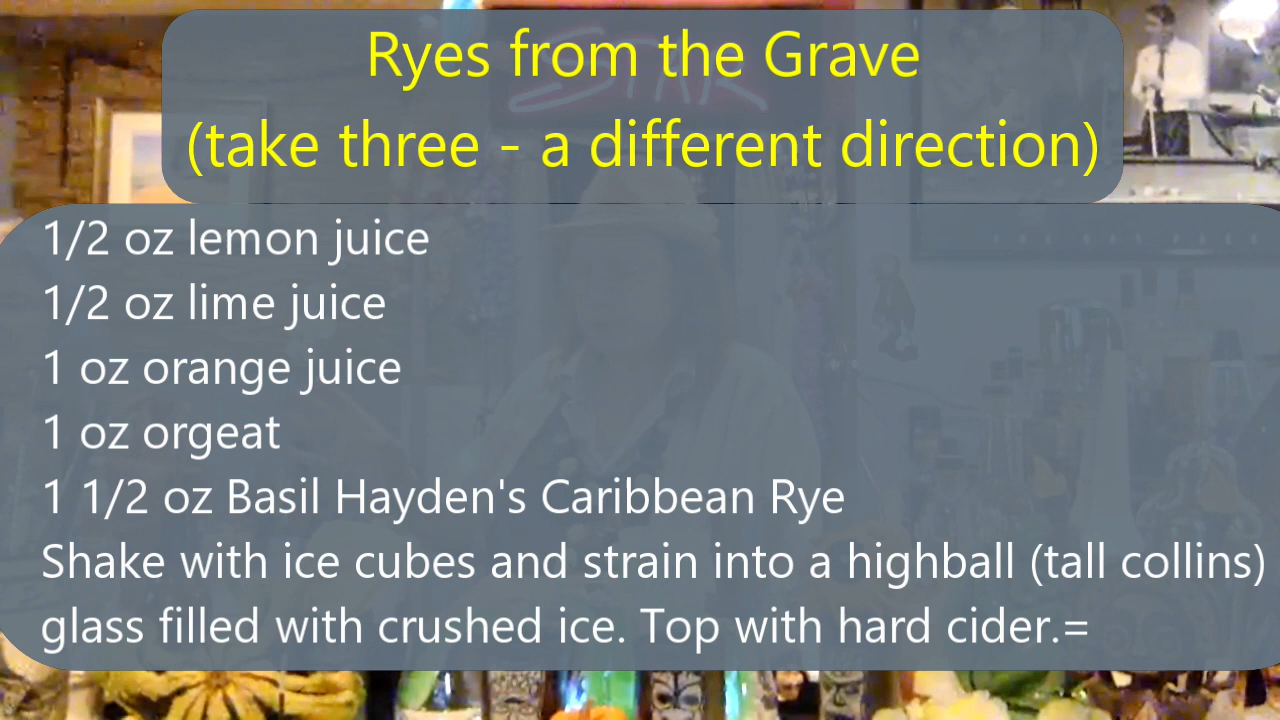 Ryes from the Grave
(take three - a different direction)
1/2 oz lemon juice
1/2 oz lime juice
1 oz orange juice
1 oz orgeat
1 1/2 oz Basil Hayden's Caribbean Rye
Shake with ice cubes and strain into a highball (tall collins)
glass filled with crushed ice. Top with hard cider.=